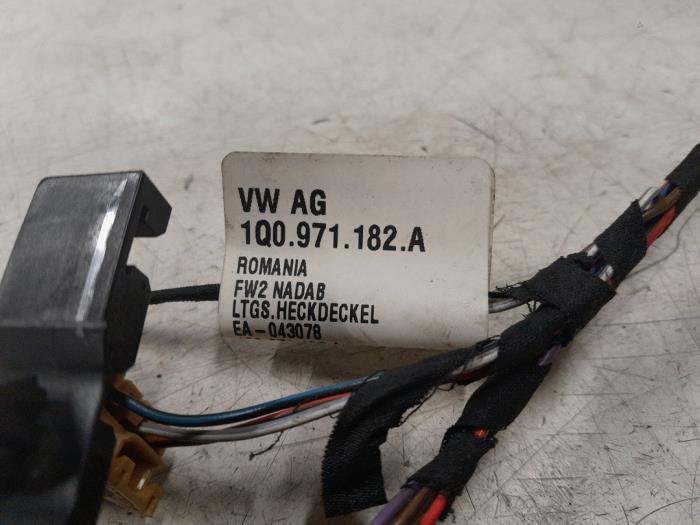 VW AG
1Q0.971.182.A
ROMANIA
FW2 NADAB
LTGS.HECKDECKEL
EA-043078